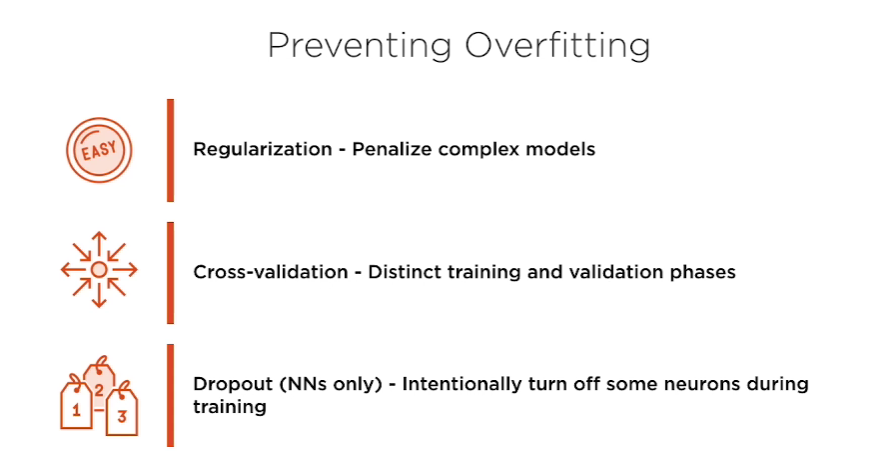 Preventing Overfitting
EASY
Regularization - Penalize complex models
Cross-validation - Distinct training and validation phases
1
2
3
Dropout (NNs only) - Intentionally turn off some neurons during
training